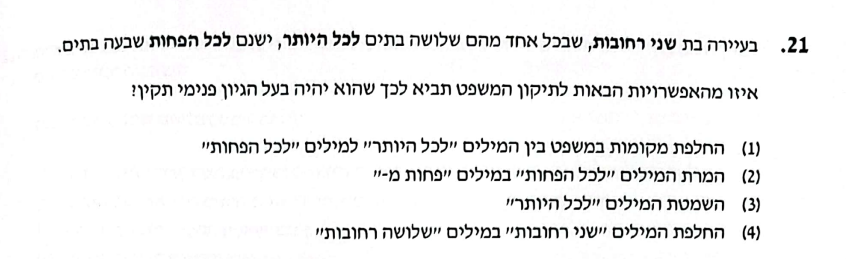 21. בעיירה בת שני רחובות, שבכל אחד מהם שלושה בתים לכל היותר, ישנם לכל הפחות שבעה בתים.
איזו מהאפשרויות הבאות לתיקון המשפט תביא לכך שהוא יהיה בעל הגיון פנימי תקין?
(1) החלפת מקומות במשפט בין המילים "לכל היותר" למילים "לכל הפחות"
(2) המרת המילים "לכל הפחות" במילים "פחות מ-"
(3) השמטת המילים "לכל היותר"
(4) החלפת המילים "שני רחובות" במילים "שלושה רחובות"